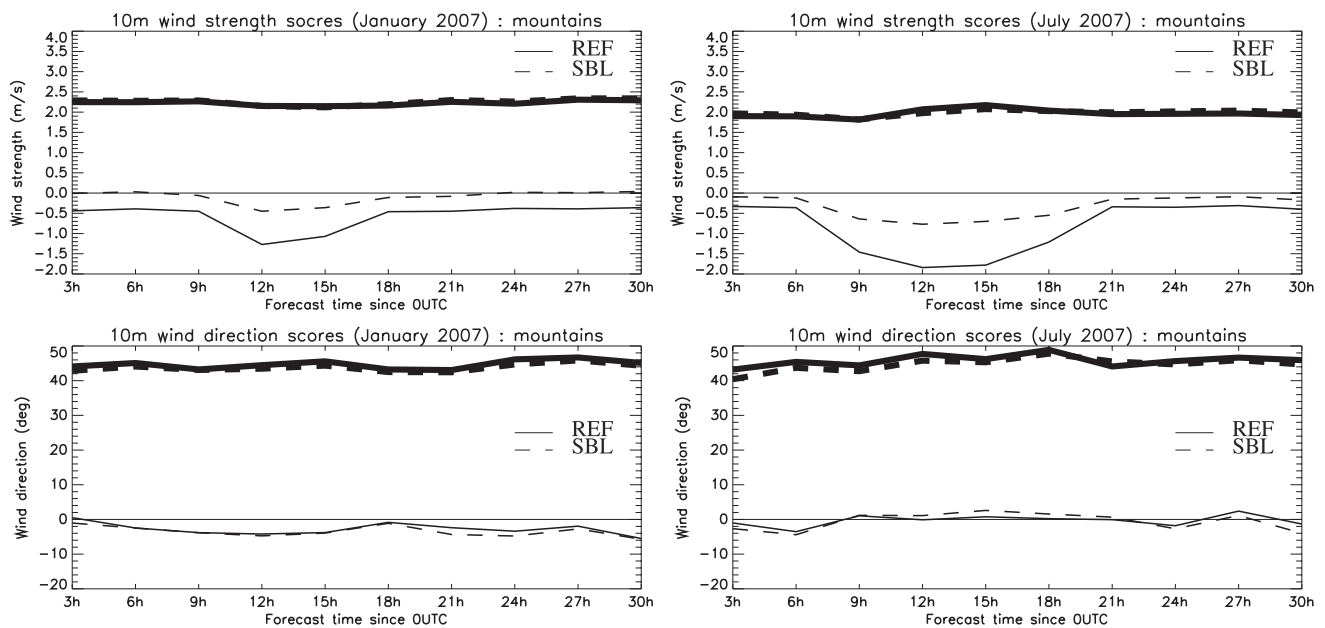 10m wind strength socres (January 2007) : mountains
4.0
3.5
3.0
2.5
2.0
1.5
1.0
0.5
0.0
−0.5
−1.0
−1.5
−2.0
Wind strength (m/s)
REF
SBL
3h 6h 9h 12h 15h 18h 21h 24h 27h 30h
Forecast time since 0UTC
10m wind strength scores (July 2007) : mountains
4.0
3.5
3.0
2.5
2.0
1.5
1.0
0.5
0.0
−0.5
−1.0
−1.5
−2.0
Wind strength (m/s)
REF
SBL
3h 6h 9h 12h 15h 18h 21h 24h 27h 30h
Forecast time since 0UTC
10m wind direction scores (January 2007) : mountains
50
40
30
20
10
0
−10
−20
Wind direction (deg)
REF
SBL
3h 6h 9h 12h 15h 18h 21h 24h 27h 30h
Forecast time since 0UTC
10m wind direction scores (July 2007) : mountains
50
40
30
20
10
0
−10
−20
Wind direction (deg)
REF
SBL
3h 6h 9h 12h 15h 18h 21h 24h 27h 30h
Forecast time since 0UTC